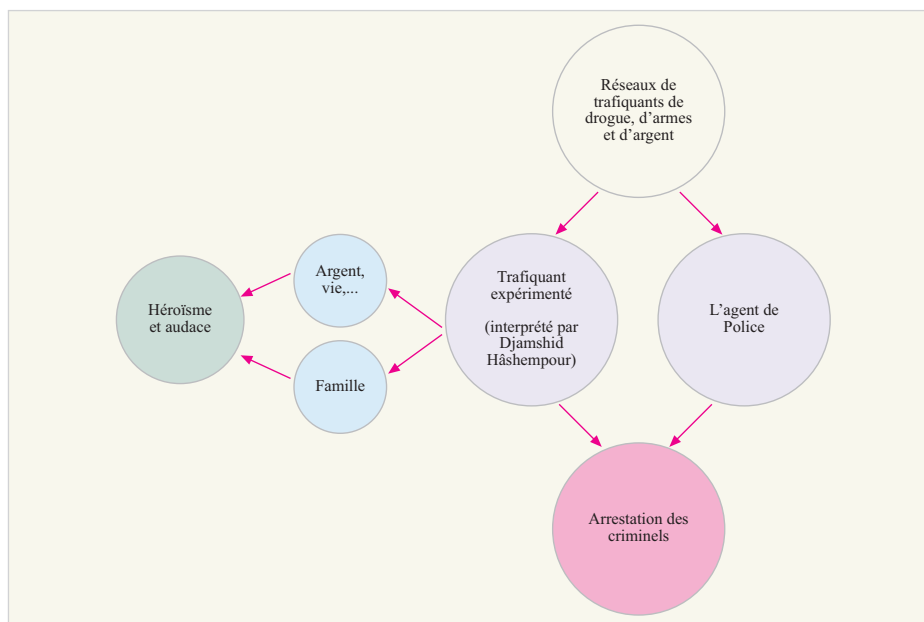 Réseaux de
trafiquants de
drogue, d'armes
et d'argent
Argent,
vie,...
Héroïsme
et audace
Famille
Trafiquant
expérimenté
(interprété par
Djamshid
Hâshempour)
L'agent de
Police
Arrestation des
criminels